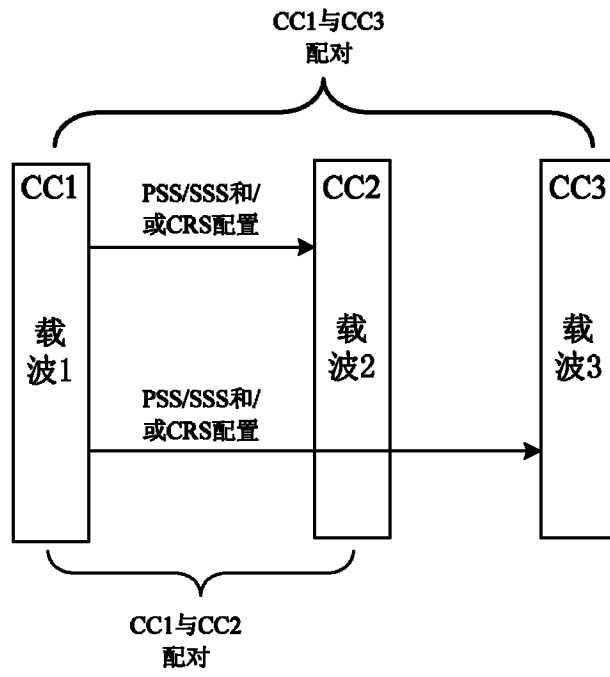 CC1与CC3
配对
CC1
CC2
CC3
PSS/SSS和/
或CRS配置
载
波1
载
波2
载
波3
PSS/SSS和/
或CRS配置
CC1与CC2
配对